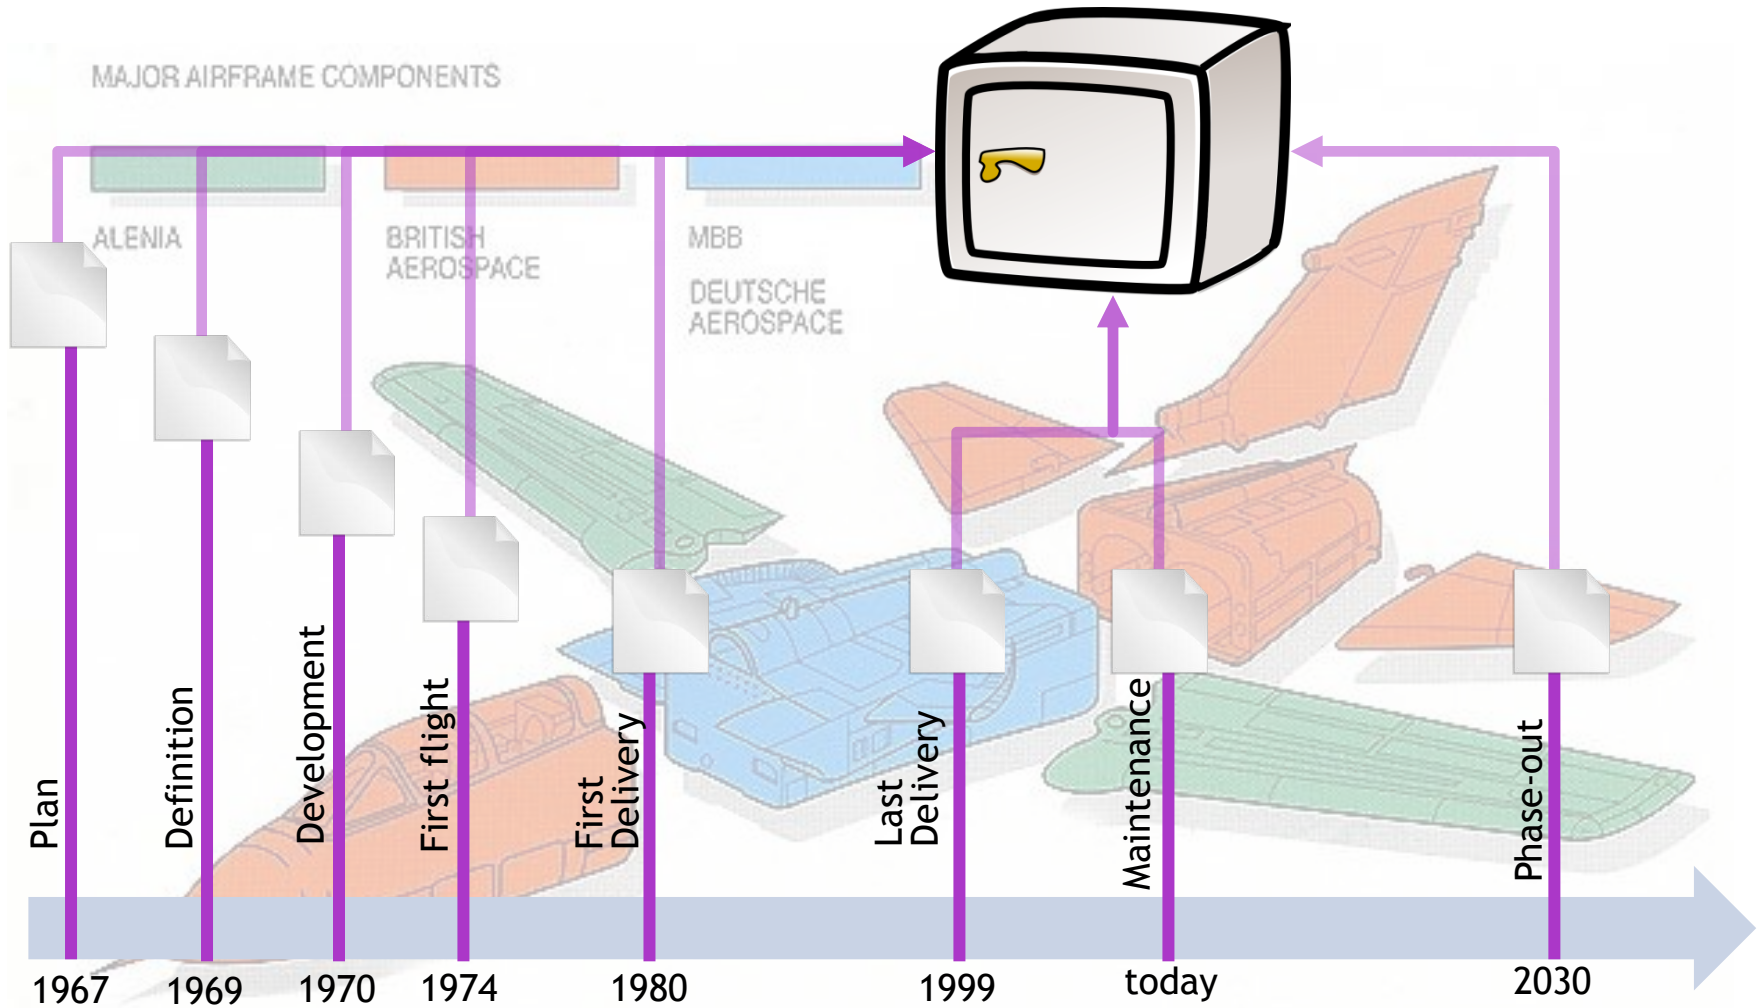 MAJOR AIRFRAME COMPONENTS
ALENIA
BRITISH
AEROSPACE
MBB
DEUTSCHE
AEROSPACE
Plan
Definition
Development
First flight
First
Delivery
Last
Delivery
Maintenance
Phase-out
1967
1969
1970
1974
1980
1999
today
2030